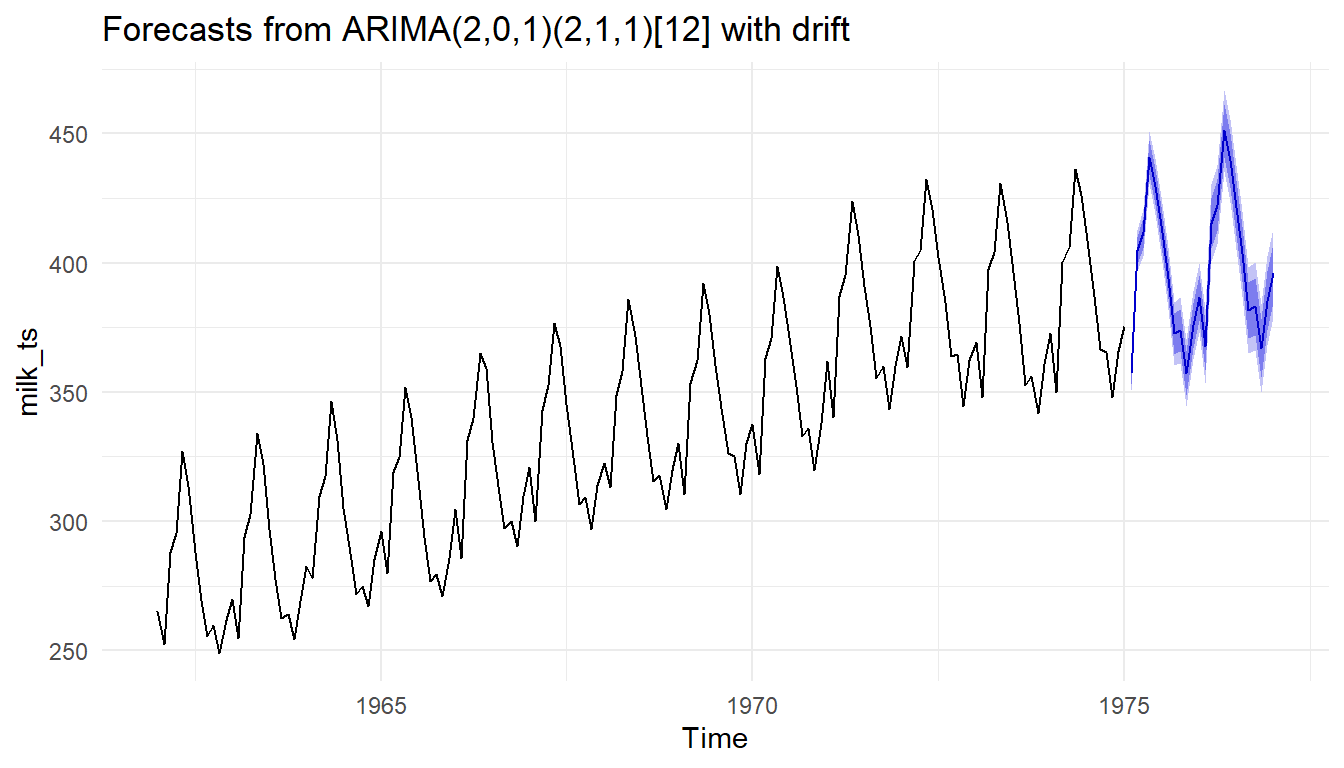 Forecasts from ARIMA(2,0,1)(2,1,1)[12] with drift
450
400
350
300
250
milk_ts
1965 1970 1975
Time